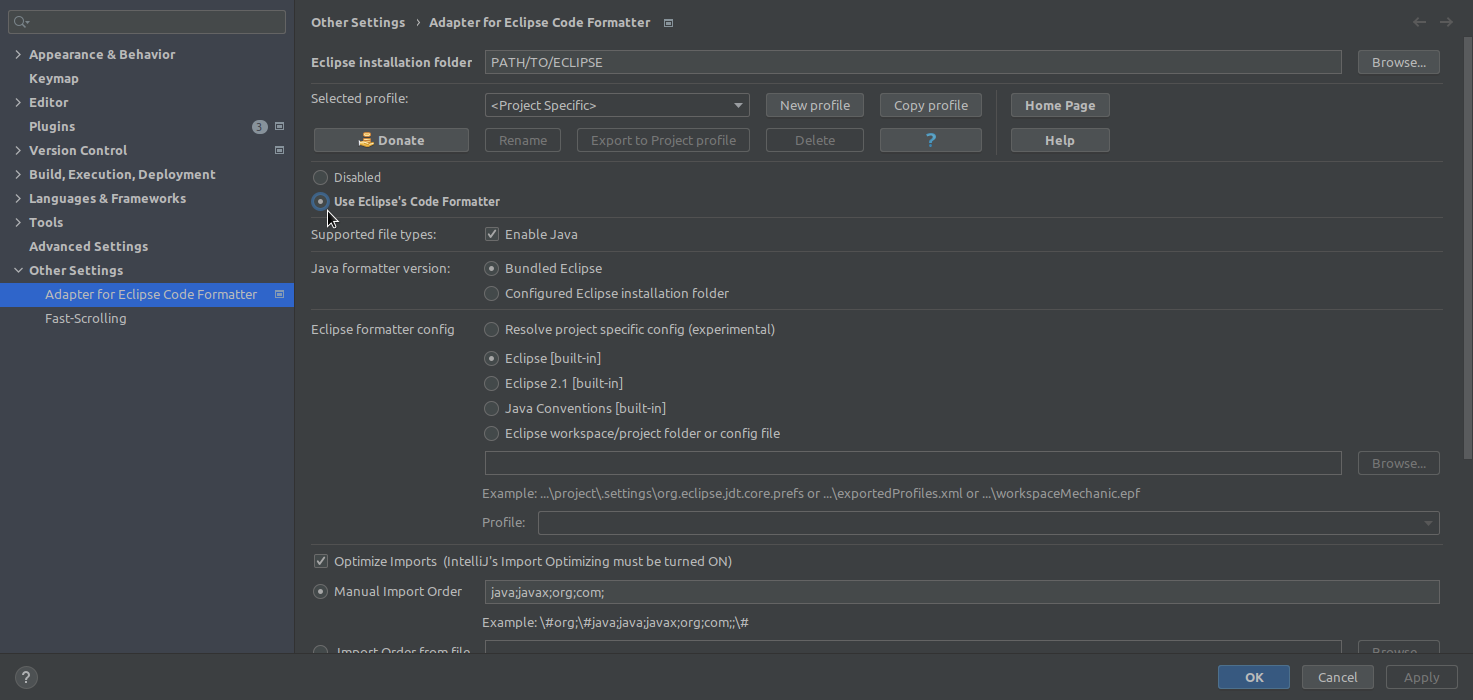 Other Settings › Adapter for Eclipse Code Formatter
Appearance & Behavior
Keymap
Editor
Plugins 3
Version Control
Build, Execution, Deployment
Languages & Frameworks
Tools
Advanced Settings
Other Settings
Adapter for Eclipse Code Formatter
Fast-Scrolling
Eclipse installation folder PATH/TO/ECLIPSE Browse...
Selected profile: <Project Specific> New profile Copy profile Home Page
Donate Rename Export to Project profile Delete ? Help
Disabled
Use Eclipse's Code Formatter
Supported file types: Enable Java
Java formatter version: Bundled Eclipse
Configured Eclipse installation folder
Eclipse formatter config Resolve project specific config (experimental)
Eclipse [built-in]
Eclipse 2.1 [built-in]
Java Conventions [built-in]
Eclipse workspace/project folder or config file
Browse...
Example: ...\project\.settings\org.eclipse.jdt.core.prefs or ...\exportedProfiles.xml or ...\workspaceMechanic.epf
Profile:
Optimize Imports (IntelliJ's Import Optimizing must be turned ON)
Manual Import Order java;javax;org;com;
Example: \#org;\#java;java;javax;org;com;;\#
Import Order from file Browse...
? OK Cancel Apply